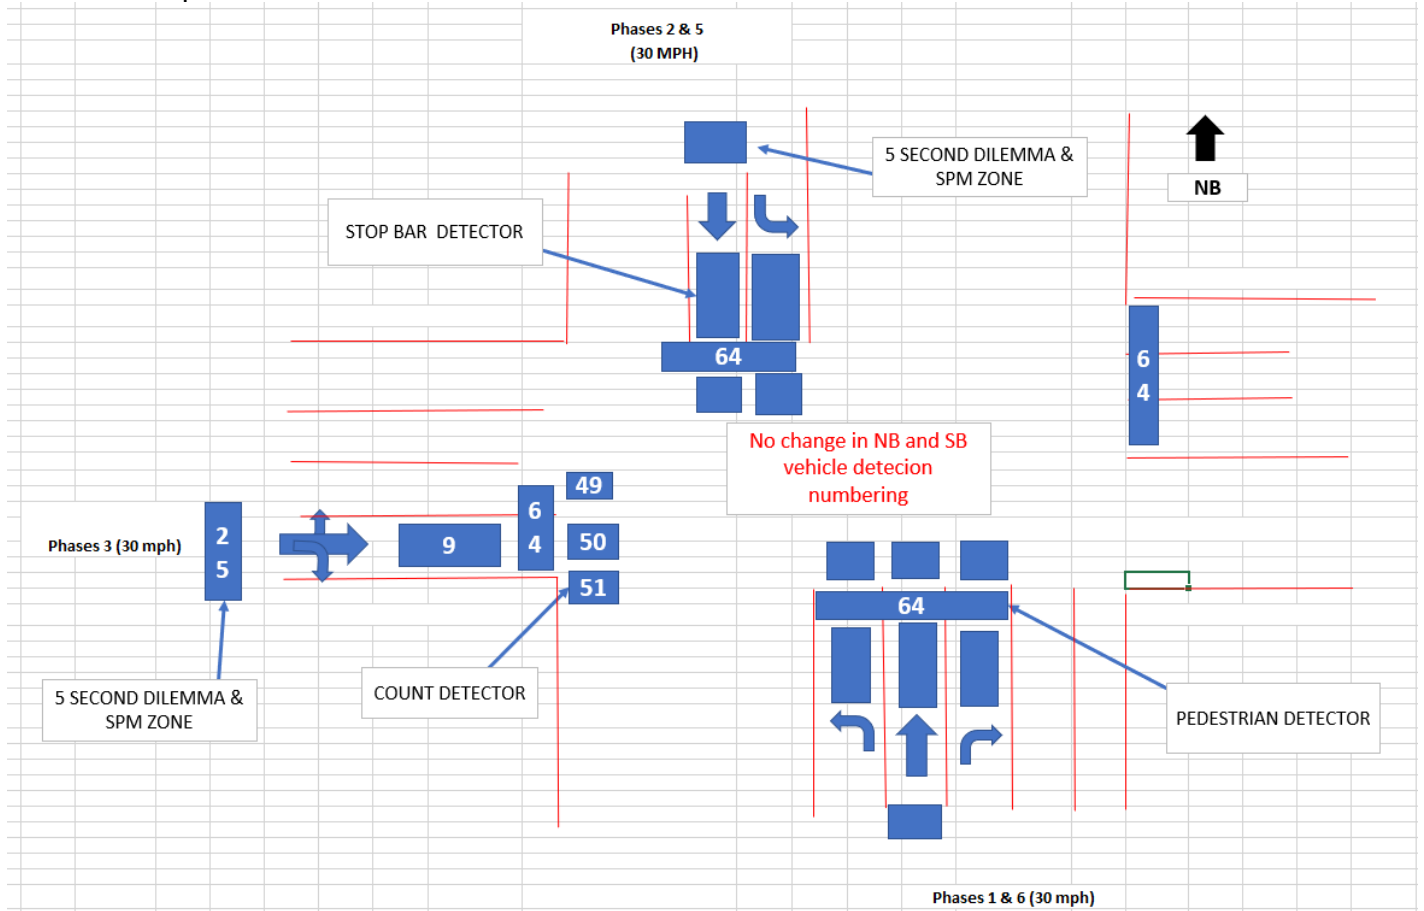 Phases 2 & 5
(30 MPH)
5 SECOND DILEMMA &
SPM ZONE
NB
STOP BAR DETECTOR
64
6
4
No change in NB and SB
vehicle detecion
numbering
49
6
4
50
51
9
2
5
Phases 3 (30 mph)
64
5 SECOND DILEMMA &
SPM ZONE
COUNT DETECTOR
PEDESTRIAN DETECTOR
Phases 1 & 6 (30 mph)